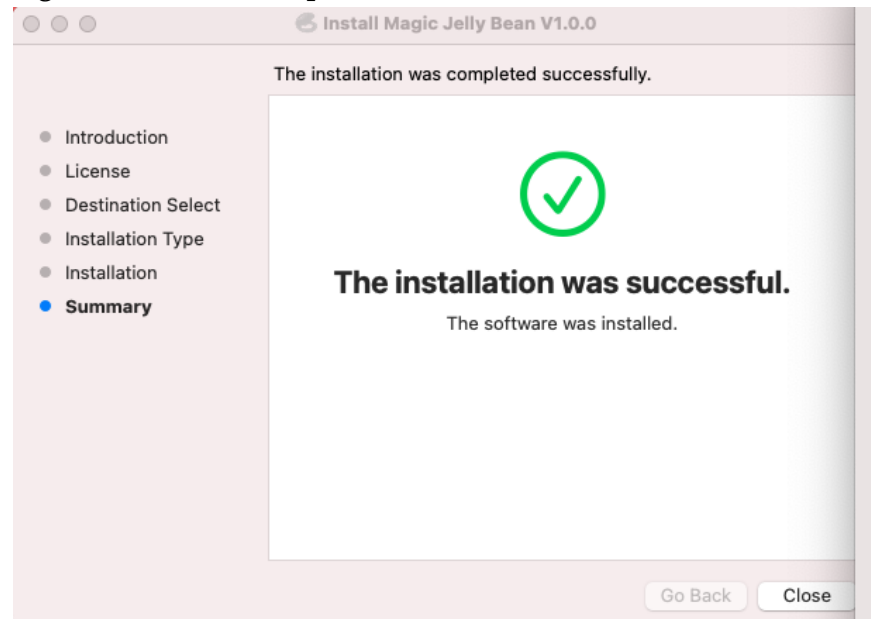 Install Magic Jelly Bean V1.0.0
The installation was completed successfully.
Introduction
License
Destination Select
Installation Type
Installation
Summary
The installation was successful.
The software was installed.
Go Back
Close